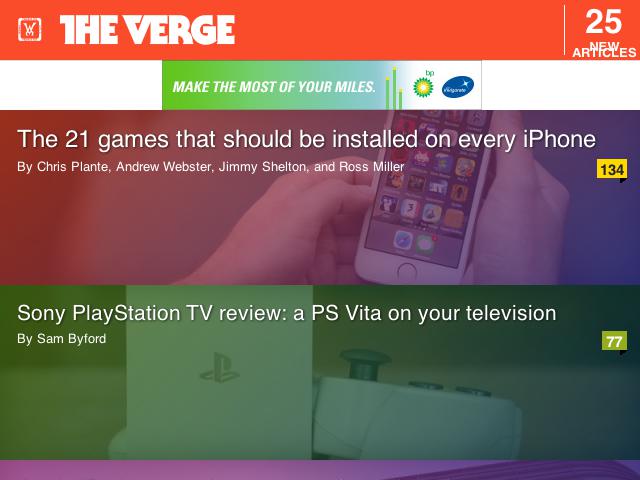 THE VERGE
25
NEW
ARTICLES
MAKE THE MOST OF YOUR MILES.
bp
invigorate
The 21 games that should be installed on every iPhone
By Chris Plante, Andrew Webster, Jimmy Shelton, and Ross Miller
134
Sony PlayStation TV review: a PS Vita on your television
By Sam Byford
77